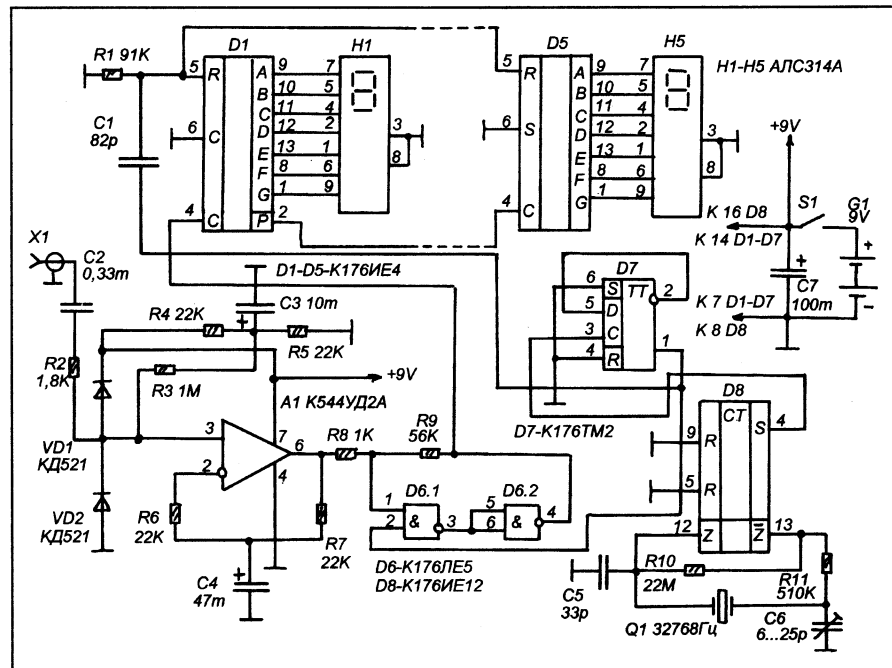 R1 91K
D1
H1
D5
H5
H1-H5 АЛС314А
5
R
A
9
7
B
10
5
C
11
4
D
12
2
E
13
1
F
8
6
G
1
9
P
2
3
8
6
C
4
C
C1
82p
5
R
6
S
4
C
A
9
7
B
10
5
C
11
4
D
12
2
E
13
1
F
8
6
G
1
9
3
8
+9V
S1
G1
9V
К 16 D8
К 14 D1-D7
+
-
+
C7
100m
К 7 D1-D7
К 8 D8
X1
C2
0,33m
D1-D5-К176ИЕ4
C3 10m
+
R4 22K
R5 22K
R2
1,8K
R3 1M
+9V
A1 К544УД2А
D7
6
S
TT
2
5
D
3
C
4
R
1
D7-К176ТМ2
VD1
КД521
3
7
6
2
4
R8 1K
R9
56K
VD2
КД521
R6
22K
R7
22K
D6.1
D6.2
1
2
&
3
5
6
&
4
D6-К176ЛЕ5
D8-К176ИЕ12
C4
47m
+
D8
CT
9
R
5
R
S
4
12
Z
Z̅
13
R10
22M
R11
510K
C5
33p
Q1 32768Гц
C6
6...25p